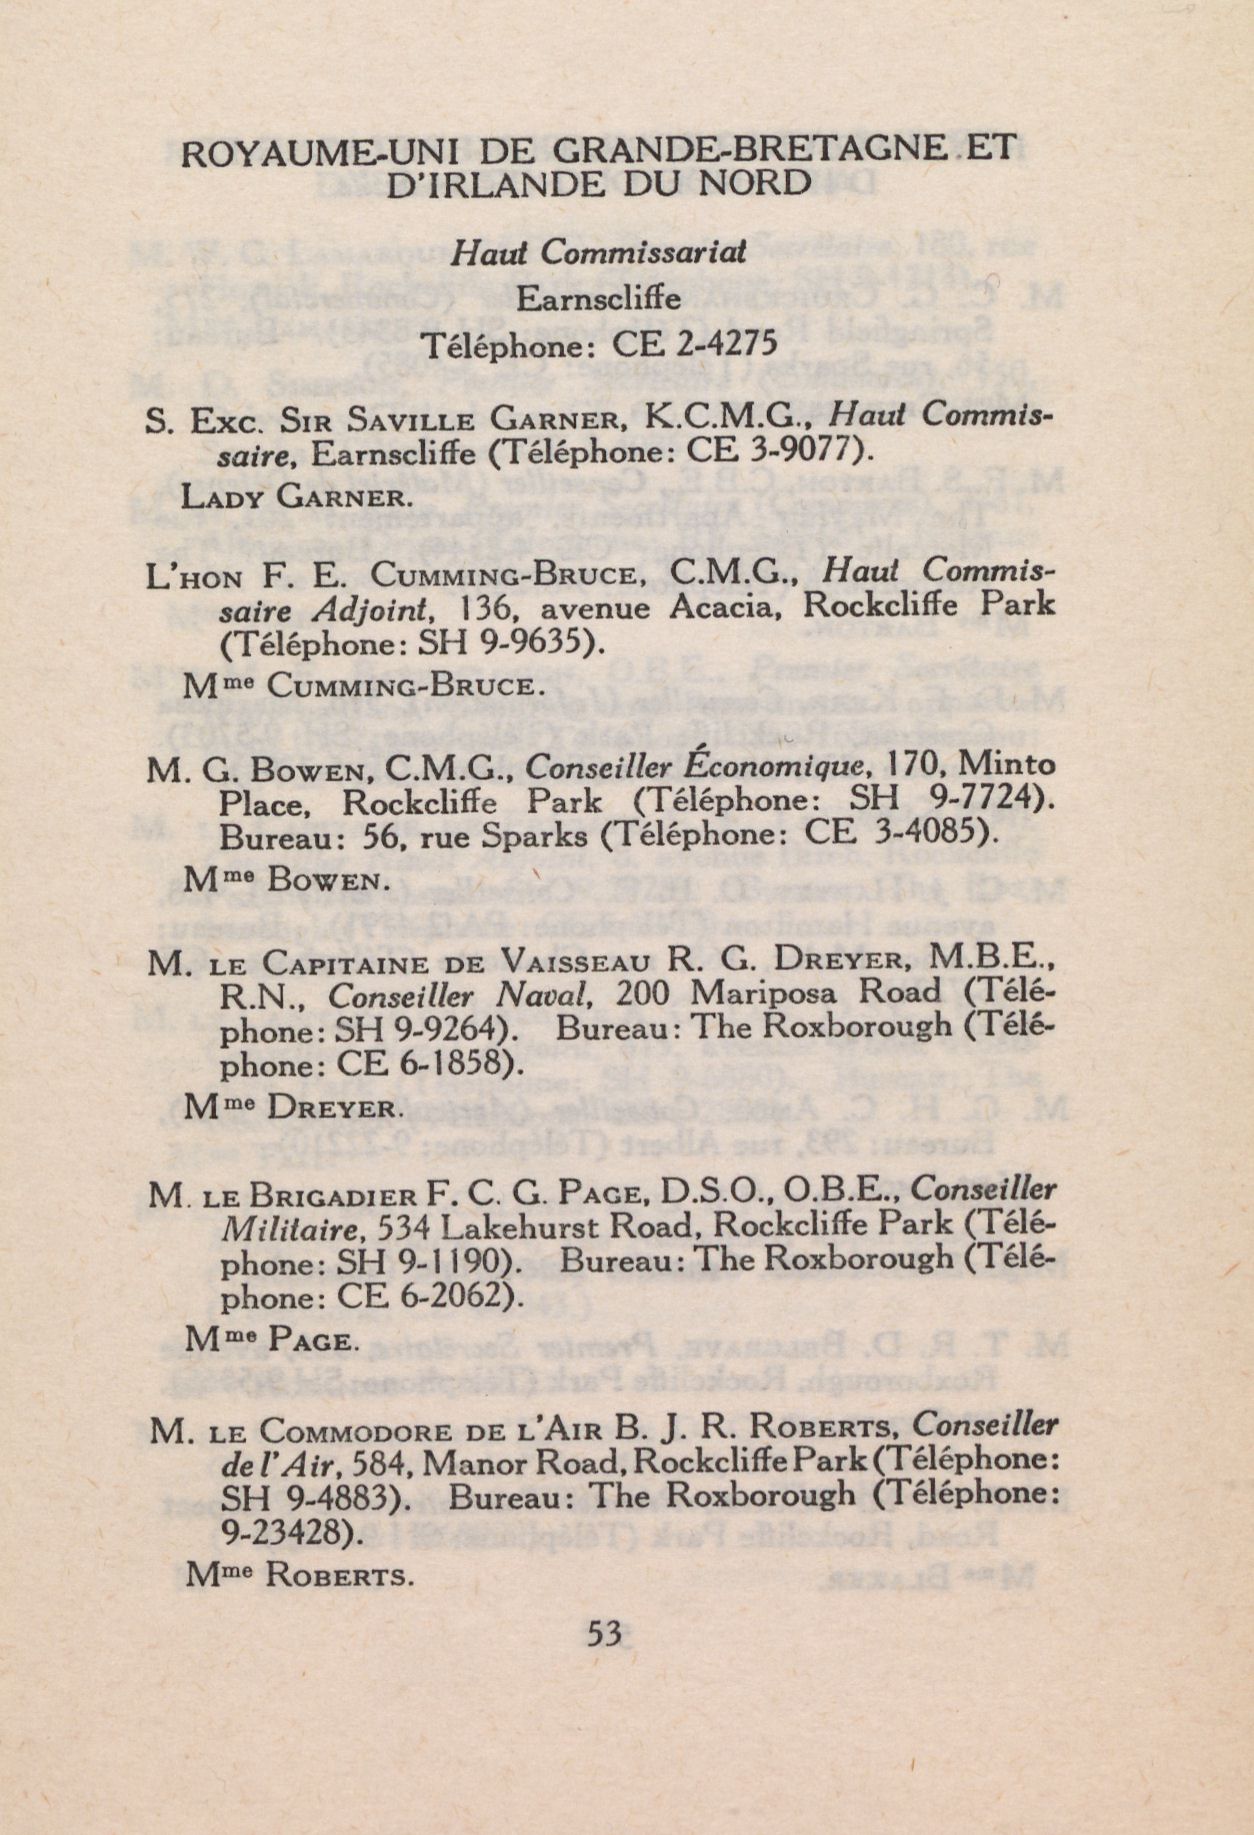 ROYAUME-UNI DE GRANDE-BRETAGNE ET
D'IRLANDE DU NORD
Haut Commissariat
Earnscliffe
Téléphone: CE 2-4275
S. EXC. SIR SAVILLE GARNER, K.C.M.G., Haut Commis-
saire, Earnscliffe (Téléphone: CE 3-9077).
LADY GARNER.
L'HON F. E. CUMMING-BRUCE, C.M.G., Haut Commis-
saire Adjoint, 136, avenue Acacia, Rockcliffe Park
(Téléphone: SH 9-9635).
Mme CUMMING-BRUCE.
M. G. BOWEN, C.M.G., Conseiller Économique, 170, Minto
Place, Rockcliffe Park (Téléphone: SH 9-7724).
Bureau: 56, rue Sparks (Téléphone: CE 3-4085).
Mme BOWEN.
M. LE CAPITAINE DE VAISSEAU R. G. DREYER, M.B.E.,
R.N., Conseiller Naval, 200 Mariposa Road (Télé-
phone: SH 9-9264). Bureau: The Roxborough (Télé-
phone: CE 6-1858).
Mme DREYER.
M. LE BRIGADIER F. C. G. PAGE, D.S.O., O.B.E., Conseiller
Militaire, 534 Lakehurst Road, Rockcliffe Park (Télé-
phone: SH 9-1190). Bureau: The Roxborough (Télé-
phone: CE 6-2062).
Mme PAGE.
M. LE COMMODORE DE L'AIR B. J. R. ROBERTS, Conseiller
de l'Air, 584, Manor Road, Rockcliffe Park (Téléphone:
SH 9-4883). Bureau: The Roxborough (Téléphone:
9-23428).
Mme ROBERTS.
53